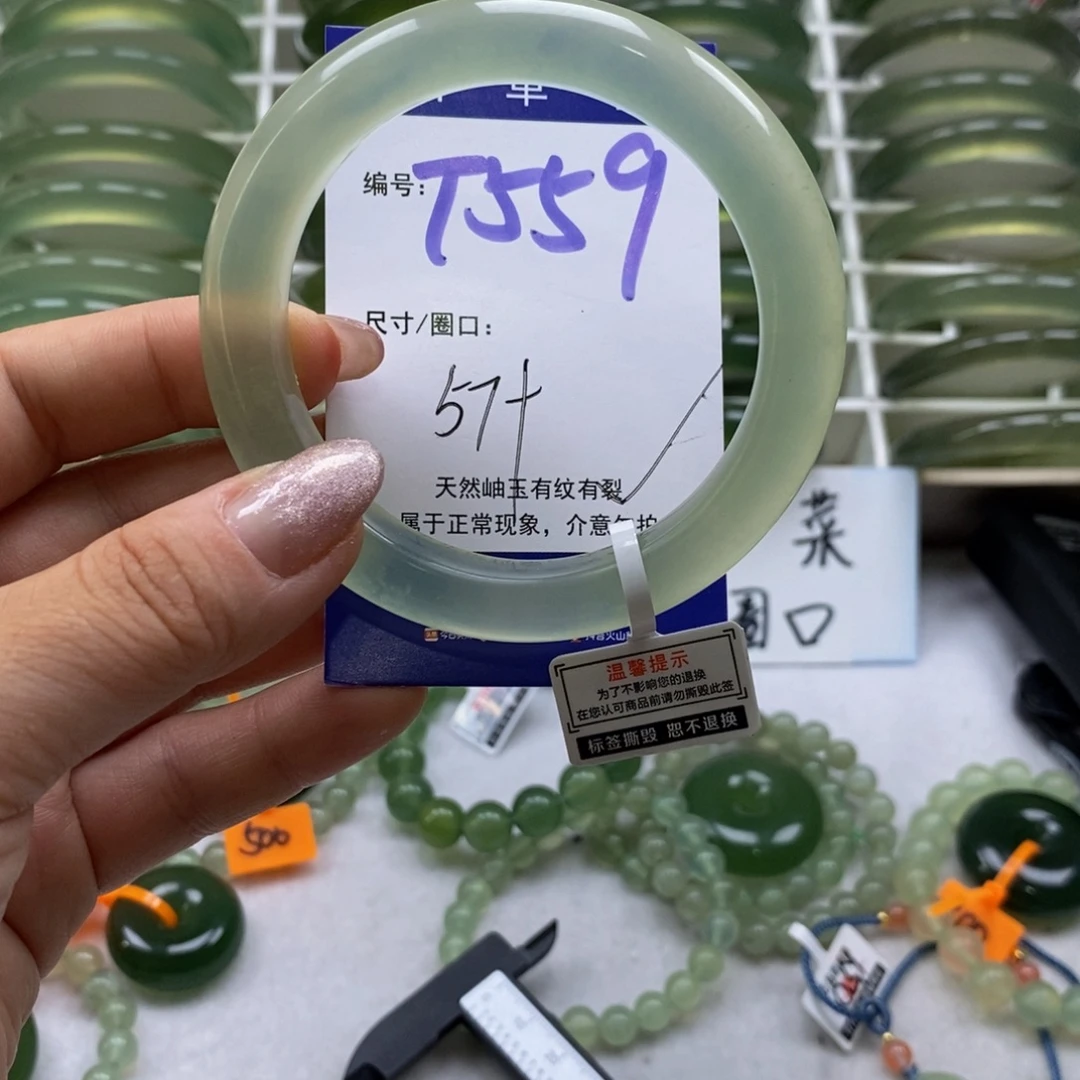 单
编号：T559
尺寸/圈口：
57+
天然岫玉有纹有裂
属于正常现象，介意勿拍
菜
圈口
温馨提示
为了不影响您的退换
在您认可商品前请勿撕毁此签
标签撕毁 恕不退换
500